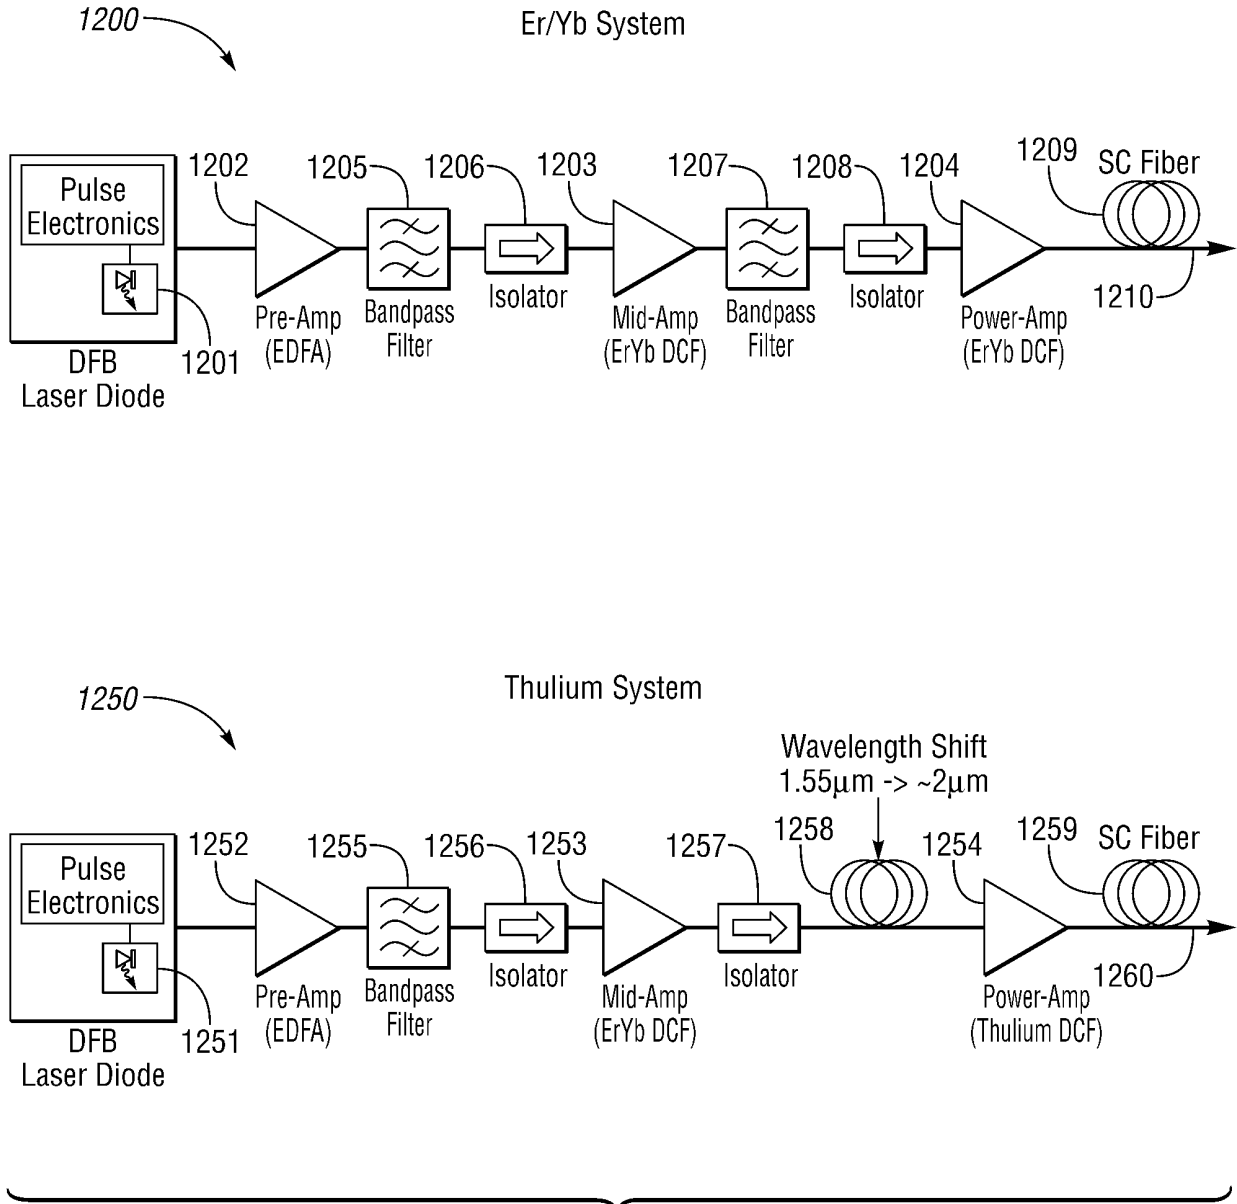 1200
Er/Yb System
1202
1205
1206
1203
1207
1208
1204
1209
SC Fiber
Pulse
Electronics
1210
Pre-Amp
(EDFA)
Bandpass
Filter
Isolator
Mid-Amp
(ErYb DCF)
Bandpass
Filter
Isolator
Power-Amp
(ErYb DCF)
1201
DFB
Laser Diode
1250
Thulium System
Wavelength Shift
1.55μm -> ~2μm
1252
1255
1256
1253
1257
1258
1254
1259
SC Fiber
Pulse
Electronics
1260
Pre-Amp
(EDFA)
Bandpass
Filter
Isolator
Mid-Amp
(ErYb DCF)
Isolator
Power-Amp
(Thulium DCF)
1251
DFB
Laser Diode